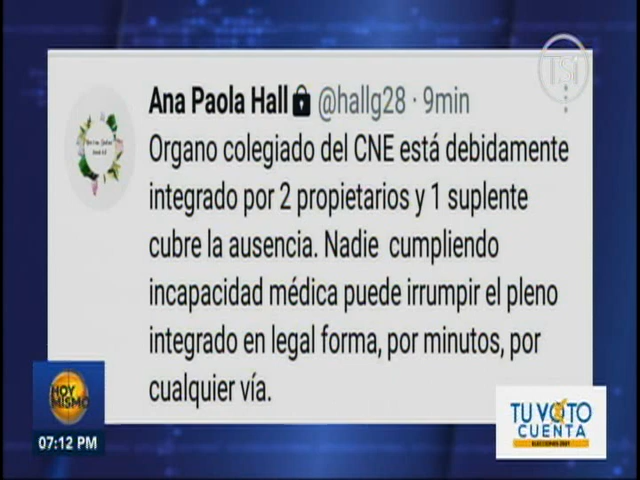 TSi
Ana Paola Hall @hallg28 · 9min
Organo colegiado del CNE está debidamente
integrado por 2 propietarios y 1 suplente
cubre la ausencia. Nadie cumpliendo
incapacidad médica puede irrumpir el pleno
integrado en legal forma, por minutos, por
cualquier vía.
HOY
MISMO
07:12 PM
TU VOTO
CUENTA
ELECCIONES 2021